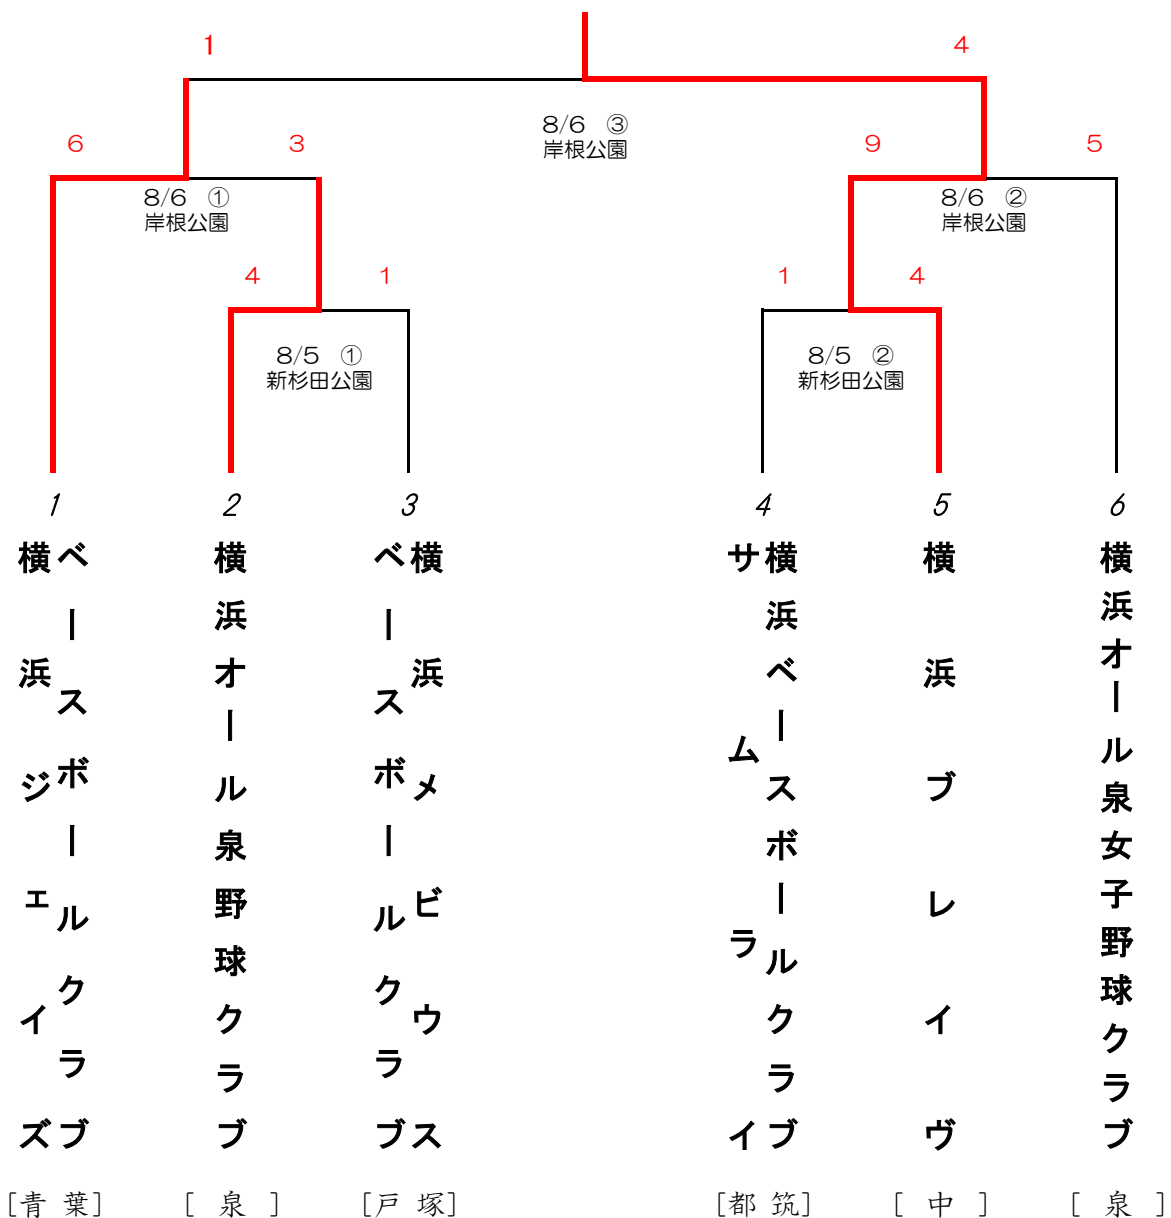 1
4
8/6 ③
岸根公園
6
3
9
5
8/6 ①
岸根公園
8/6 ②
岸根公園
4
1
1
4
8/5 ①
新杉田公園
8/5 ②
新杉田公園
1
2
3
4
5
6
横浜ジェイズ
ベースボールクラブ
横浜オール泉野球クラブ
横浜メビウス
ベースボールクラブ
横浜ベースボールクラブ
サムライ
横浜ブレイヴ
横浜オール泉女子野球クラブ
[青 葉]
[ 泉 ]
[戸 塚]
[都 筑]
[ 中 ]
[ 泉 ]